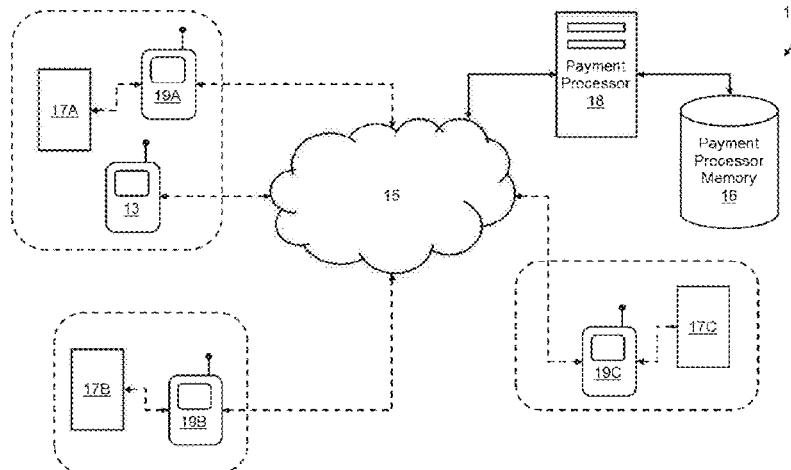 1
Payment
Processor
18
17A
19A
Payment
Processor
Memory
16
13
15
17C
19C
17B
19B